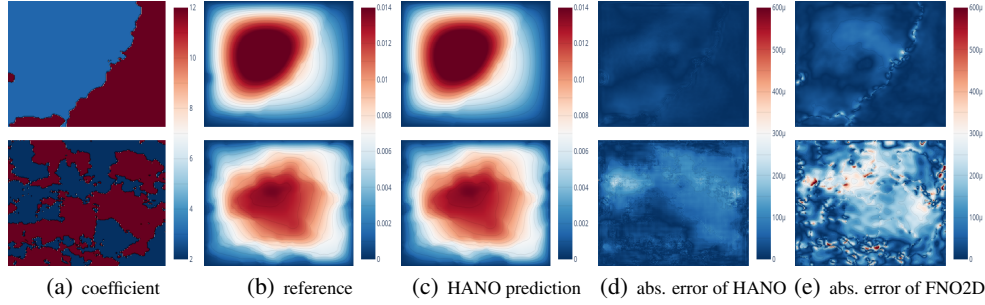 12
10
8
6
4
2
0.014
0.012
0.01
0.008
0.006
0.004
0.002
0
0.014
0.012
0.01
0.008
0.006
0.004
0.002
0
600μ
500μ
400μ
300μ
200μ
100μ
0
600μ
500μ
400μ
300μ
200μ
100μ
0
(a) coefficient
(b) reference
(c) HANO prediction
(d) abs. error of HANO
(e) abs. error of FNO2D